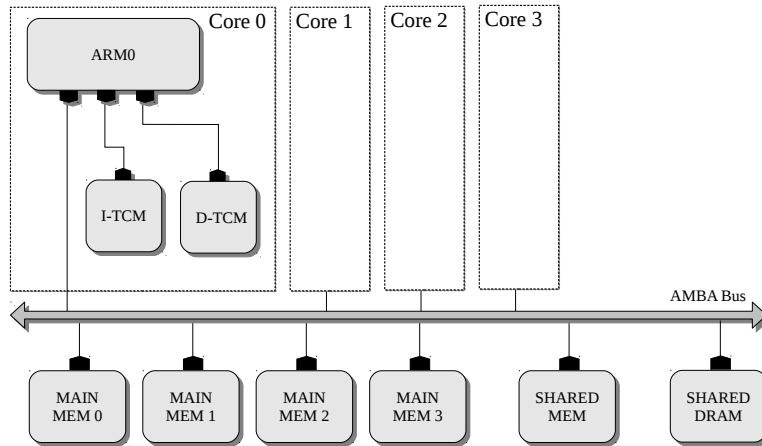 Core 0
Core 1
Core 2
Core 3
ARM0
I-TCM
D-TCM
AMBA Bus
MAIN
MEM 0
MAIN
MEM 1
MAIN
MEM 2
MAIN
MEM 3
SHARED
MEM
SHARED
DRAM